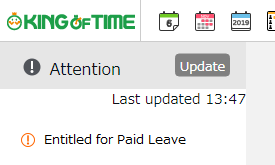 KING OF TIME
6
2019
Attention
Update
Last updated 13:47
Entitled for Paid Leave